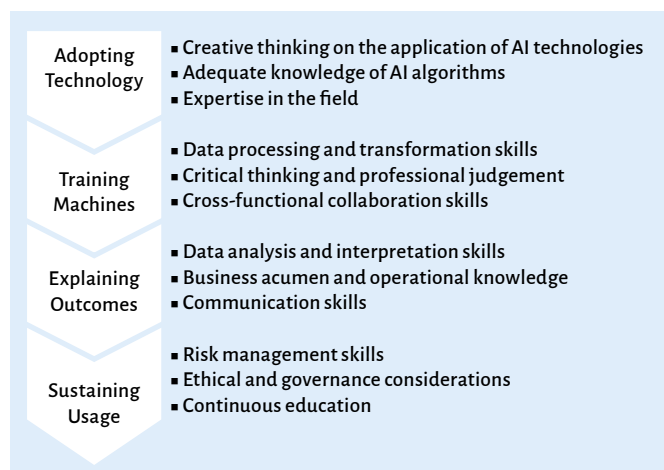 Adopting
Technology
▪ Creative thinking on the application of AI technologies
▪ Adequate knowledge of AI algorithms
▪ Expertise in the field
Training
Machines
▪ Data processing and transformation skills
▪ Critical thinking and professional judgement
▪ Cross-functional collaboration skills
Explaining
Outcomes
▪ Data analysis and interpretation skills
▪ Business acumen and operational knowledge
▪ Communication skills
Sustaining
Usage
▪ Risk management skills
▪ Ethical and governance considerations
▪ Continuous education